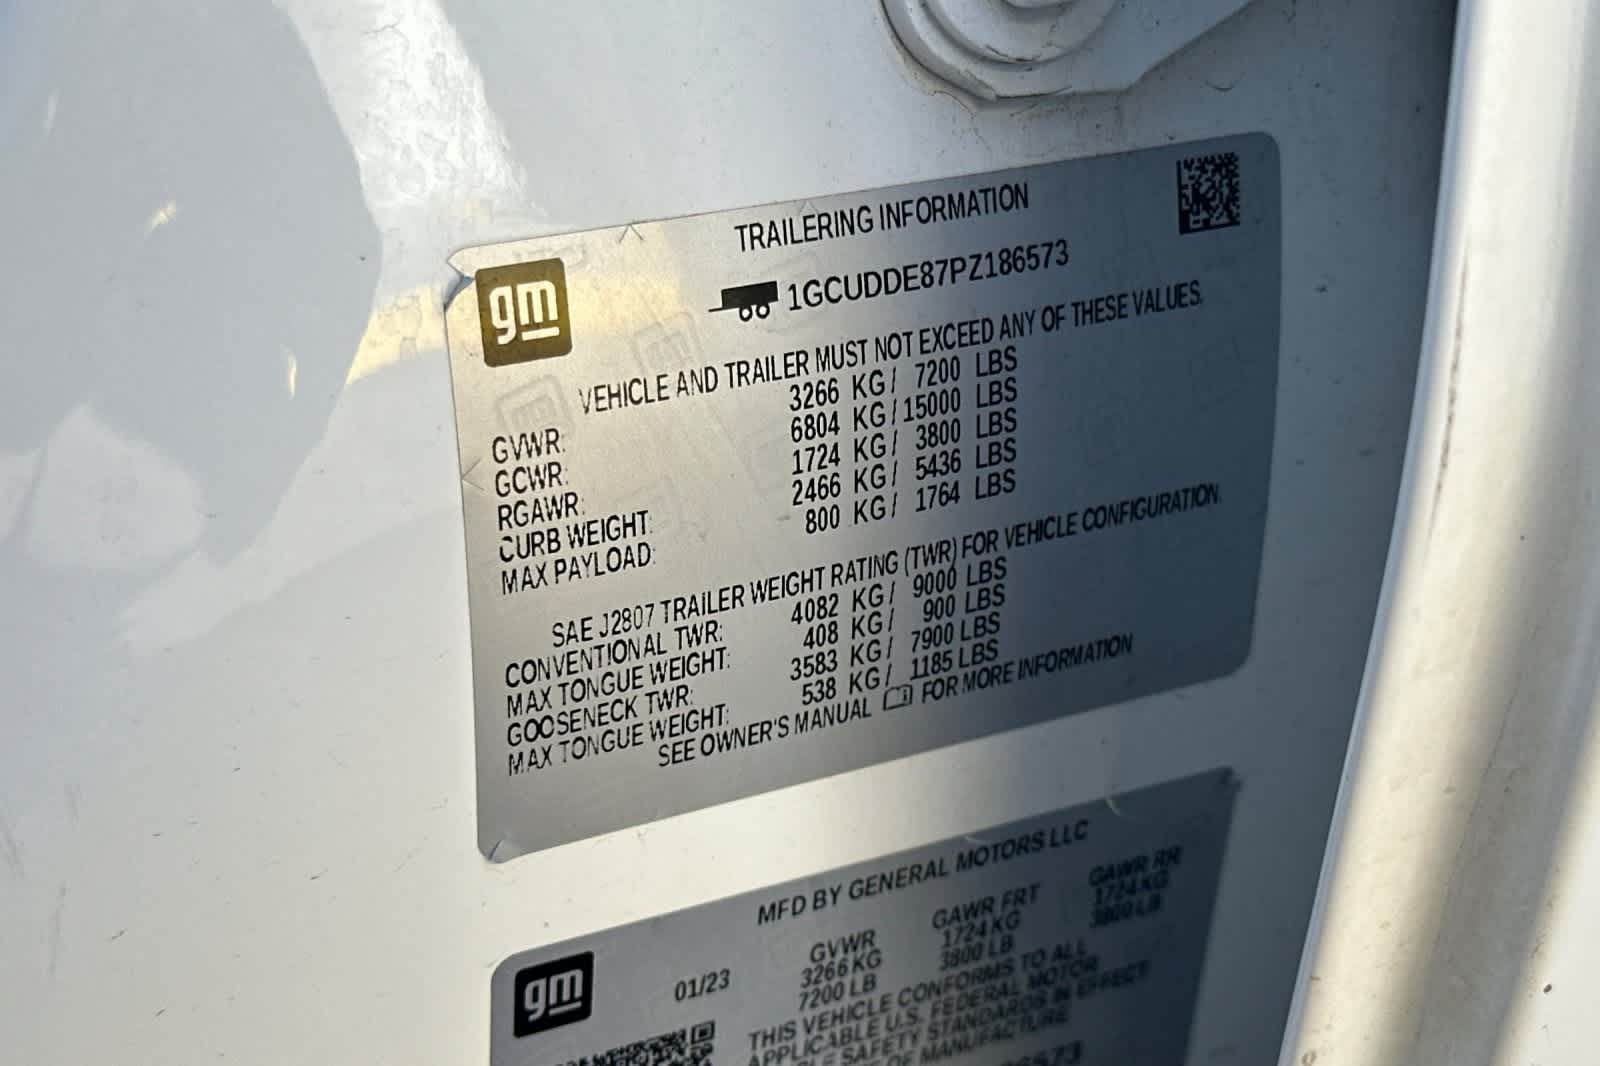 TRAILERING INFORMATION
gm
1GCUDDE87PZ186573
VEHICLE AND TRAILER MUST NOT EXCEED ANY OF THESE VALUES.
GVWR: 3266 KG/ 7200 LBS
GCWR: 6804 KG/15000 LBS
RGAWR: 1724 KG/ 3800 LBS
CURB WEIGHT: 2466 KG/ 5436 LBS
MAX PAYLOAD: 800 KG/ 1764 LBS
SAE J2807 TRAILER WEIGHT RATING (TWR) FOR VEHICLE CONFIGURATION.
CONVENTIONAL TWR: 4082 KG/ 9000 LBS
MAX TONGUE WEIGHT: 408 KG/ 900 LBS
GOOSENECK TWR: 3583 KG/ 7900 LBS
MAX TONGUE WEIGHT: 538 KG/ 1185 LBS
SEE OWNER'S MANUAL FOR MORE INFORMATION
MFD BY GENERAL MOTORS LLC
gm
01/23
GVWR GAWR FRT GAWR RR
3266 KG 1724 KG 1724 KG
7200 LB 3800 LB 3800 LB
THIS VEHICLE CONFORMS TO ALL
APPLICABLE U.S. FEDERAL MOTOR
SAFETY STANDARDS IN EFFECT
OF MANUFACTURE
86573